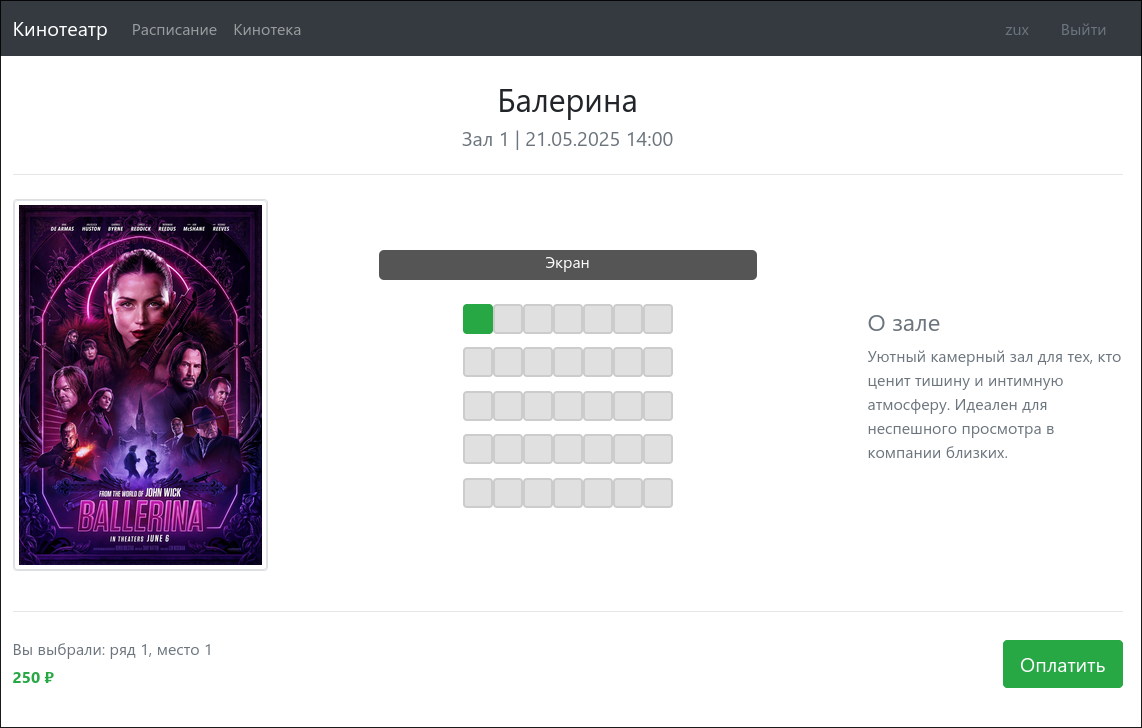 Кинотеатр Расписание Кинотека zux Выйти
Балерина
Зал 1 | 21.05.2025 14:00
DE ARMAS HUSTON BYRNE REDDICK REEDUS McSHANE REEVES
FROM THE WORLD OF JOHN WICK
BALLERINA
IN THEATERS JUNE 6
Экран
О зале
Уютный камерный зал для тех, кто
ценит тишину и интимную
атмосферу. Идеален для
неспешного просмотра в
компании близких.
Вы выбрали: ряд 1, место 1
250 ₽
Оплатить